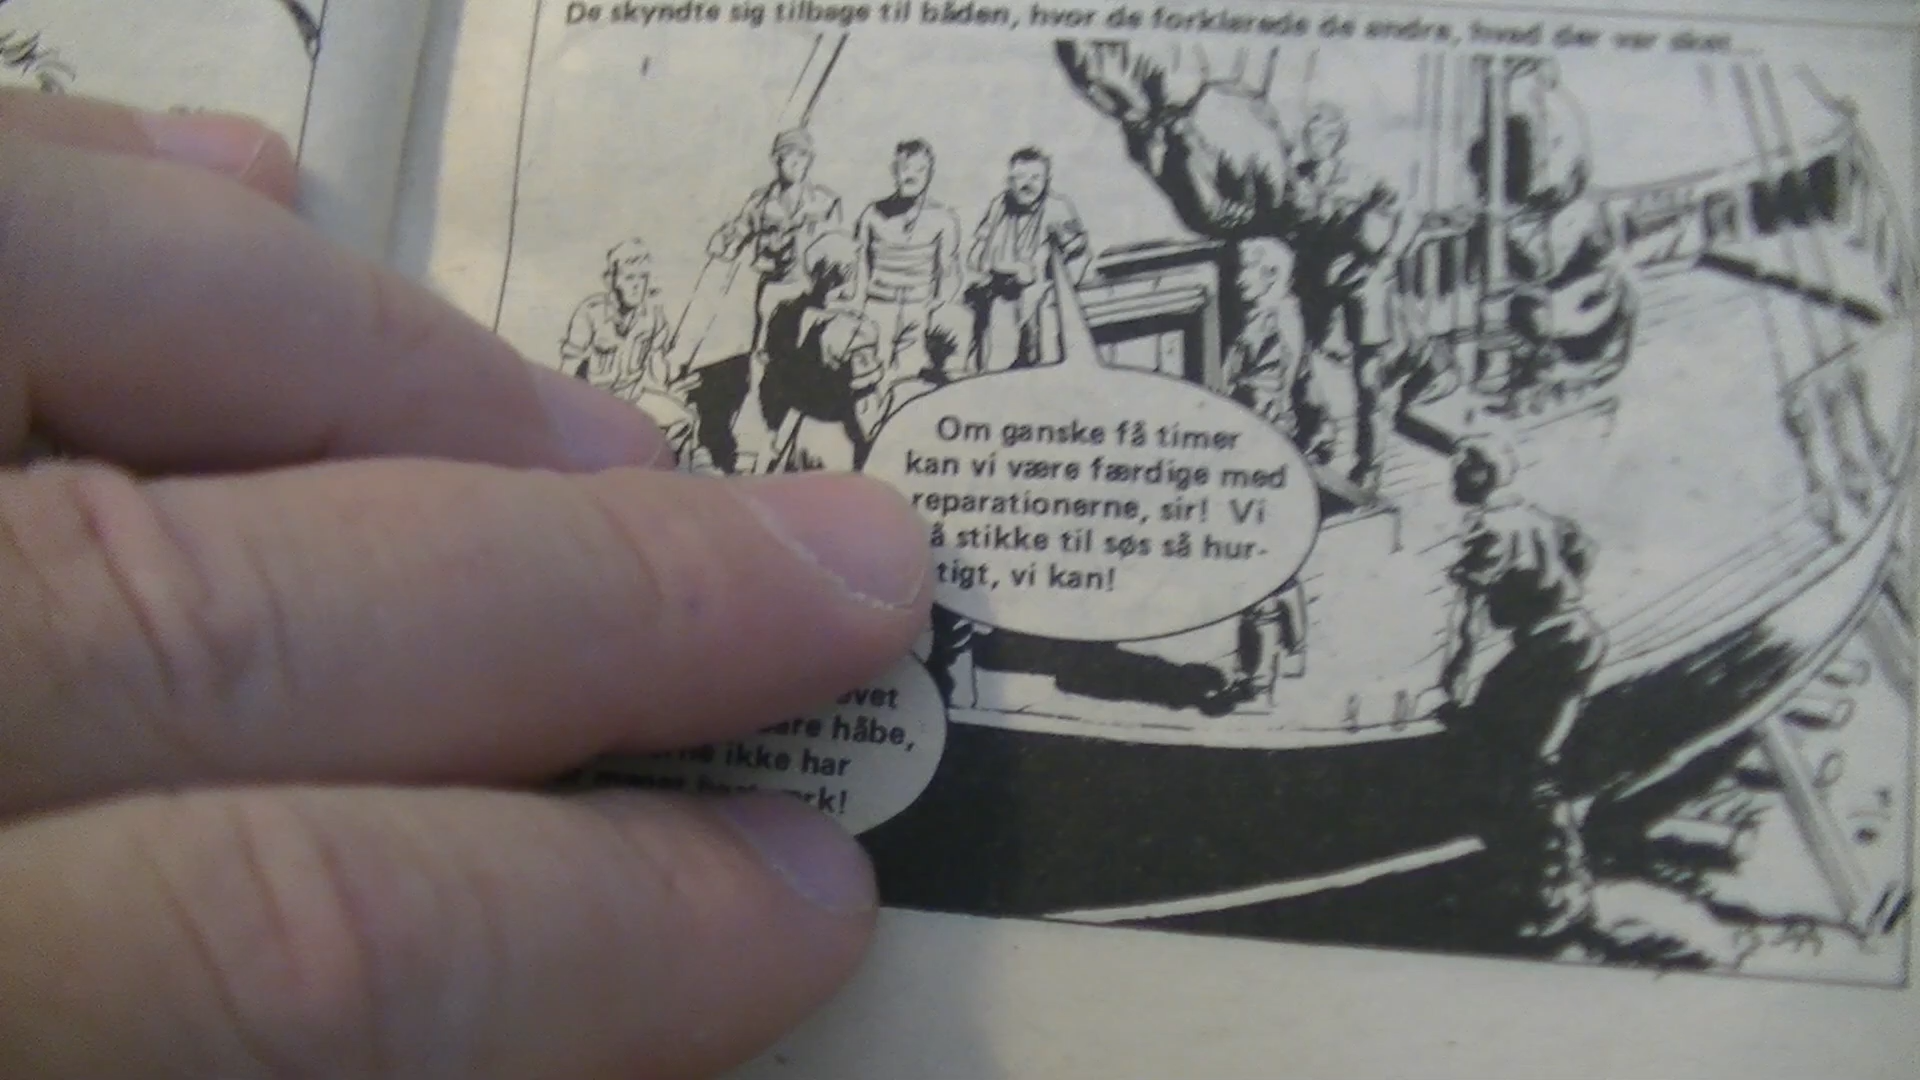 De skyndte sig tilbage til båden, hvor de forklarede de andre, hvad der var sket...
Om ganske få timer
kan vi være færdige med
reparationerne, sir! Vi
å stikke til søs så hur-
tigt, vi kan!
håbe,
ikke har